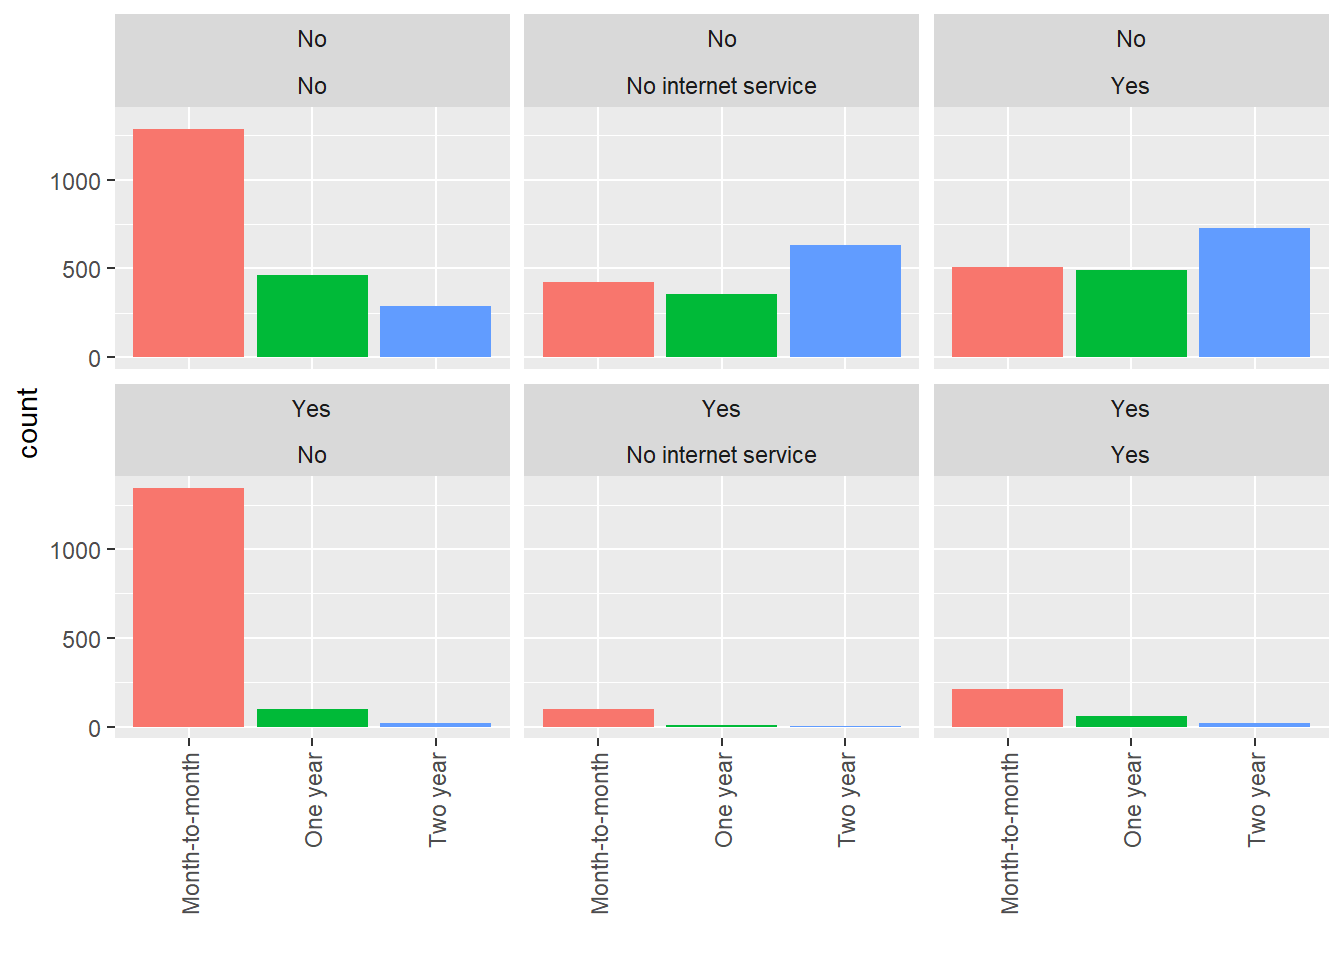 No
No
No
No
No internet service
Yes
1000
500
0
Yes
Yes
Yes
No
No internet service
Yes
1000
500
0
count
Month-to-month
One year
Two year
Month-to-month
One year
Two year
Month-to-month
One year
Two year